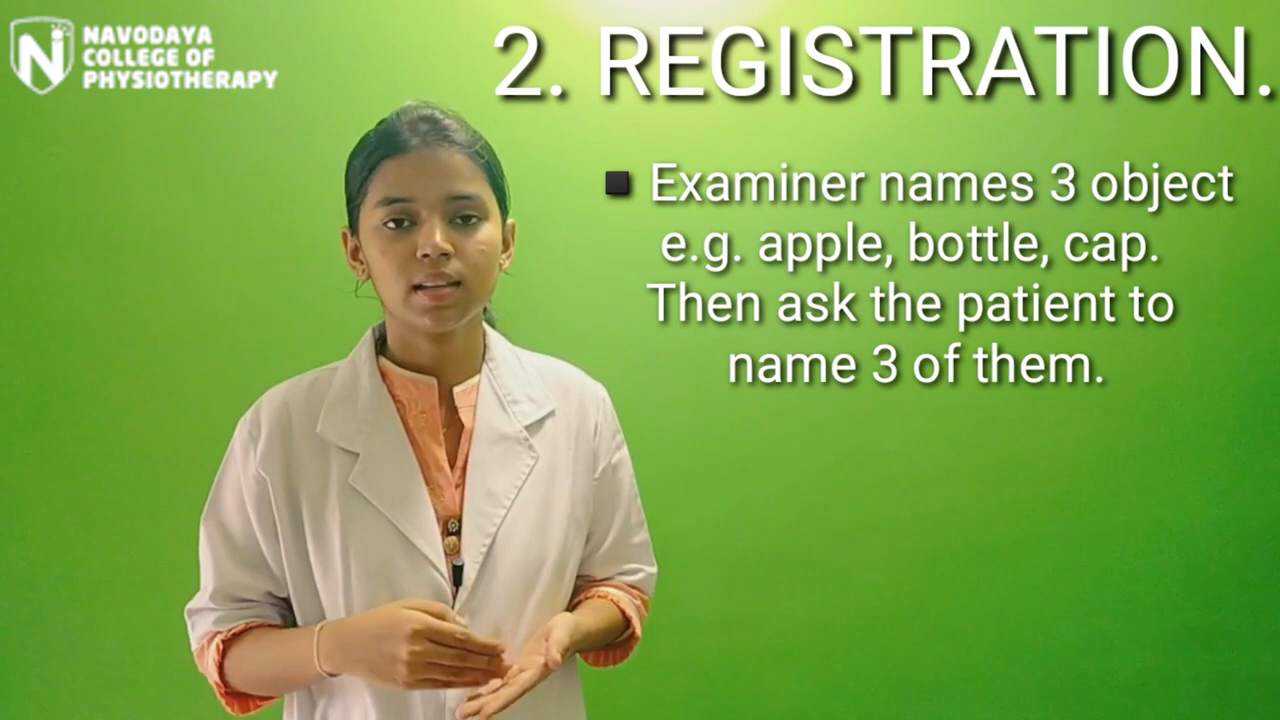 NAVODAYA
COLLEGE OF
PHYSIOTHERAPY
2. REGISTRATION.
▪ Examiner names 3 object
e.g. apple, bottle, cap.
Then ask the patient to
name 3 of them.